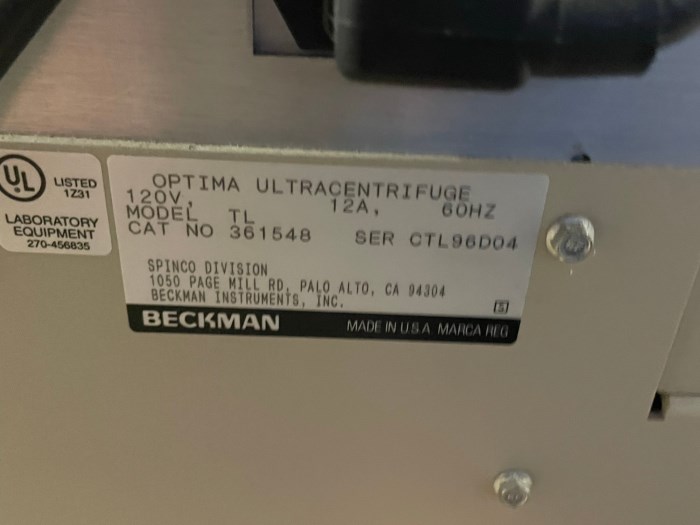 UL
LISTED
1Z31
LABORATORY
EQUIPMENT
270-456835
OPTIMA ULTRACENTRIFUGE
120V, 12A, 60HZ
MODEL TL
CAT NO 361548 SER CTL96D04
SPINCO DIVISION
1050 PAGE MILL RD, PALO ALTO, CA 94304
BECKMAN INSTRUMENTS, INC.
BECKMAN MADE IN U.S.A. MARCA REG